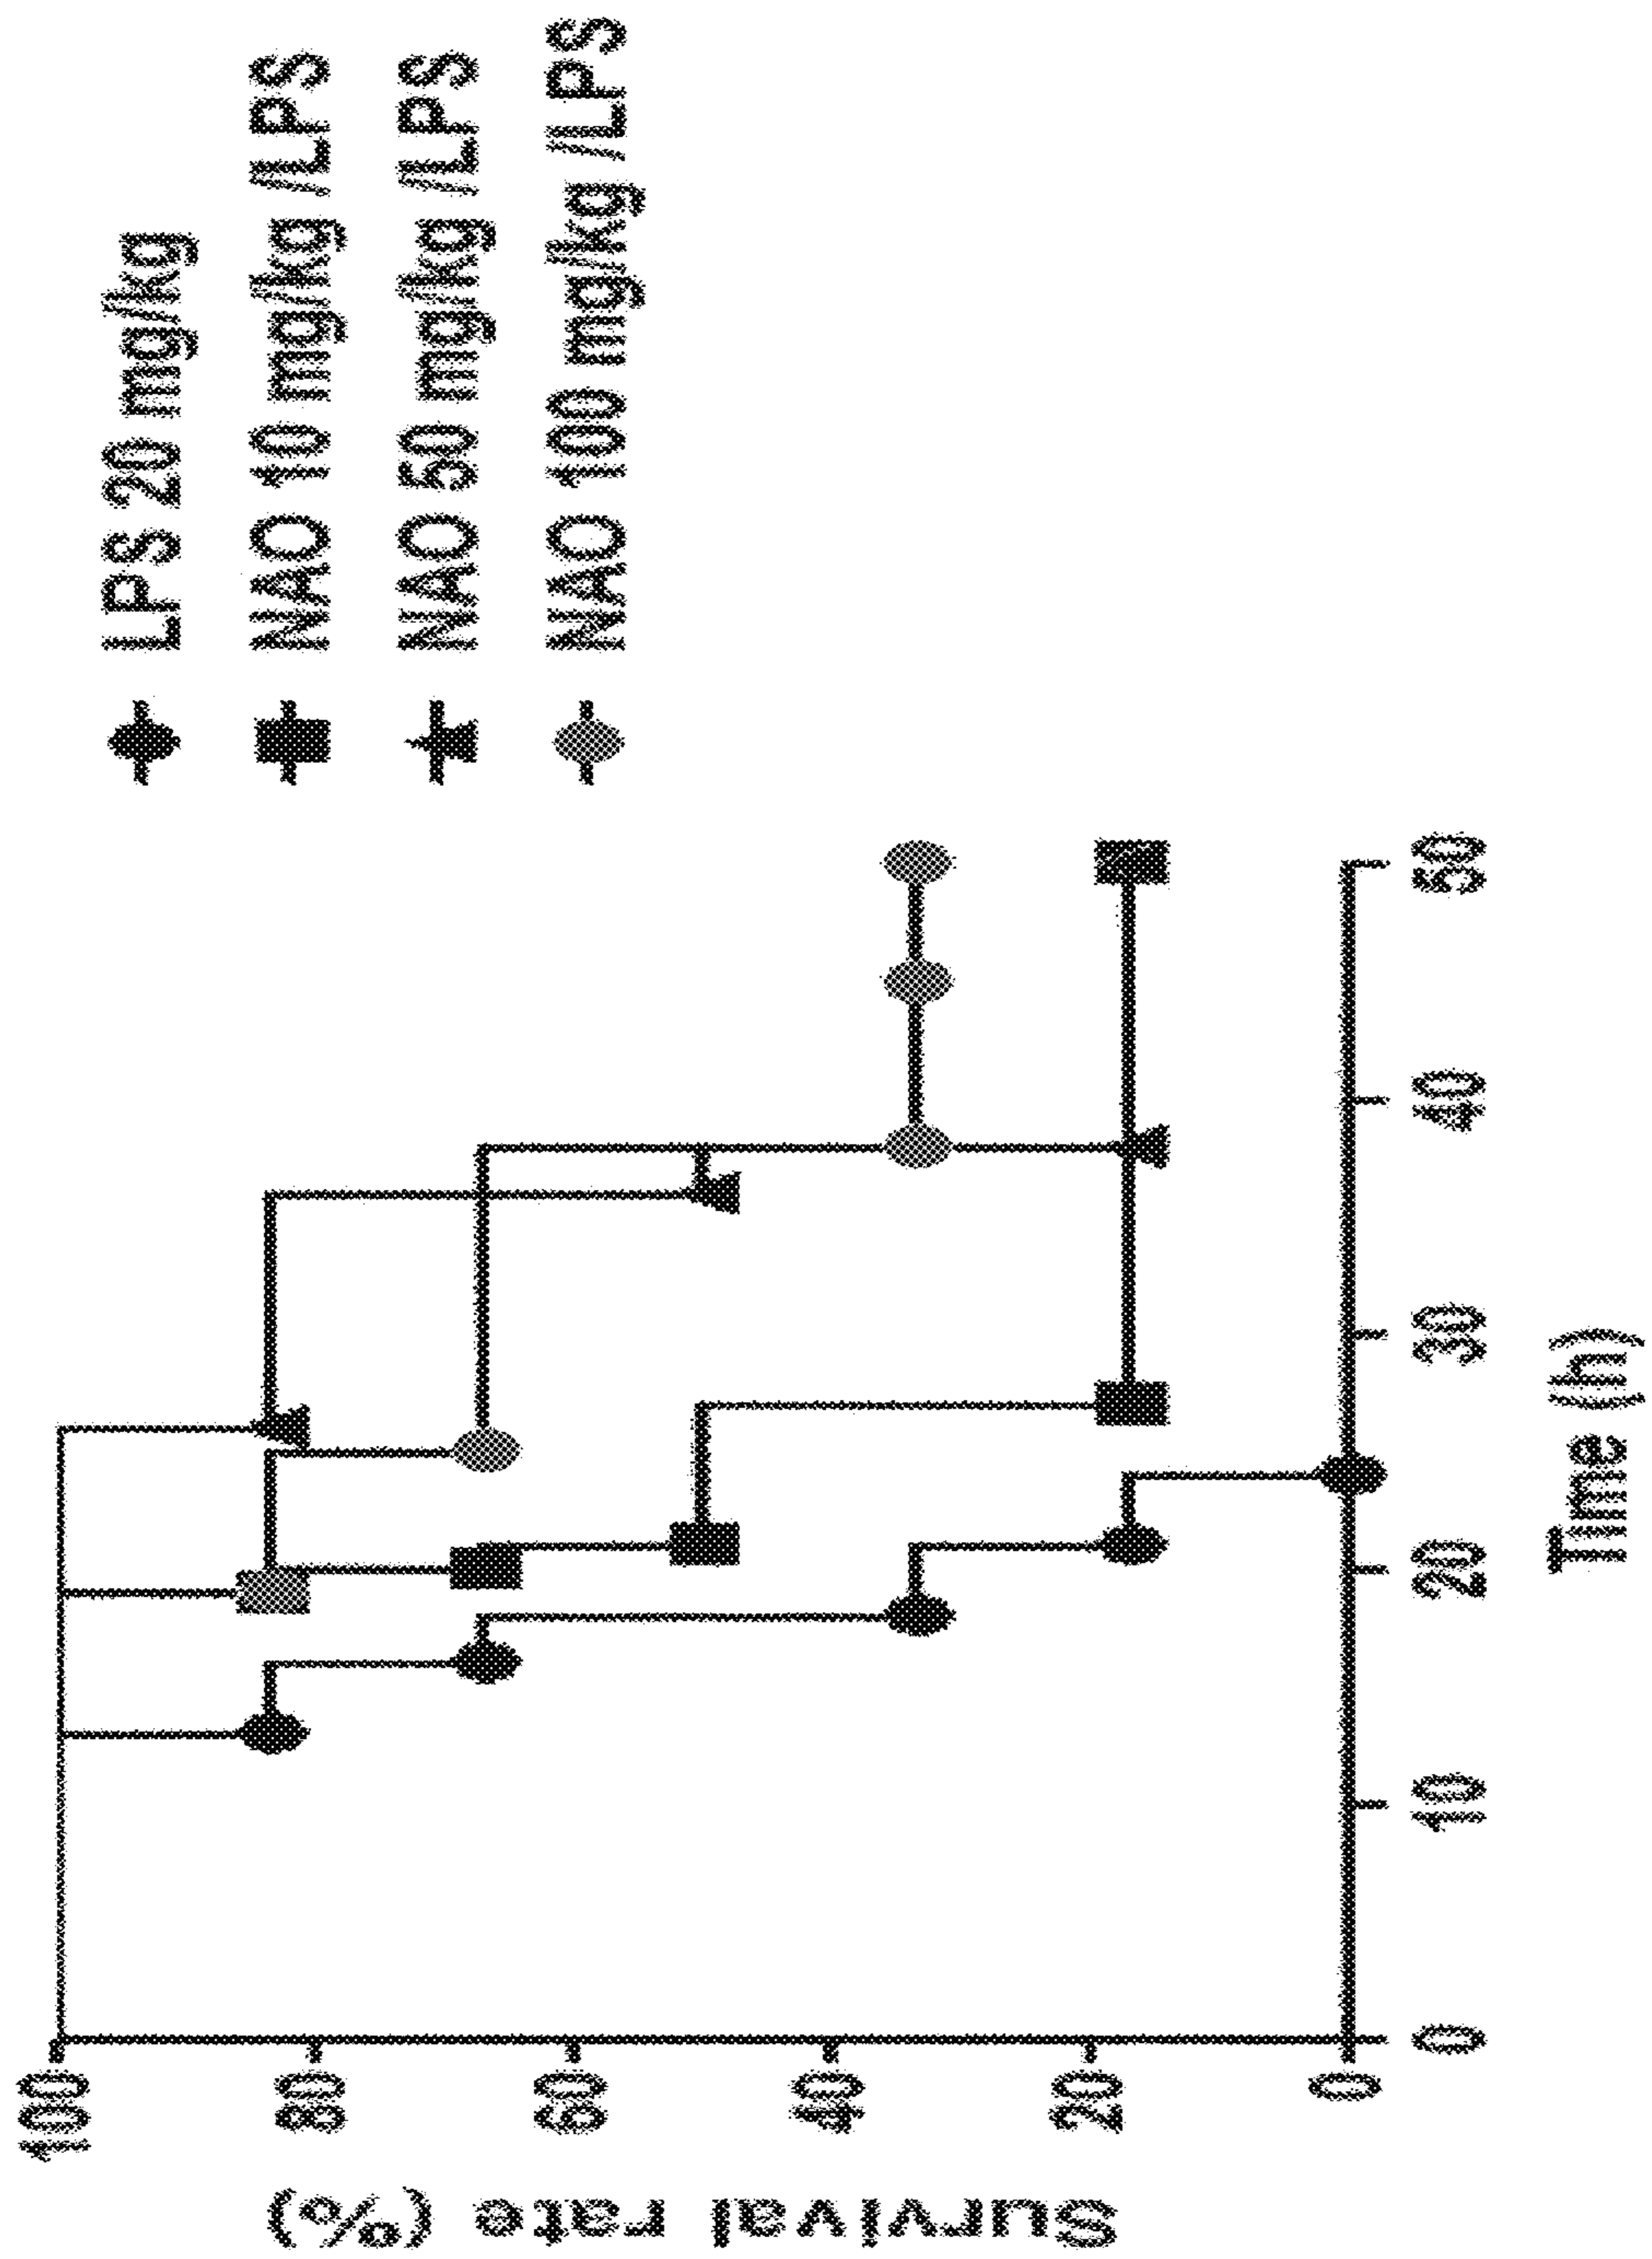 LPS 20 mg/kg
NAO 10 mg/kg /LPS
NAO 50 mg/kg /LPS
NAO 100 mg/kg /LPS
Survival rate (%)
100
80
60
40
20
0
0 10 20 30 40 50
Time (h)